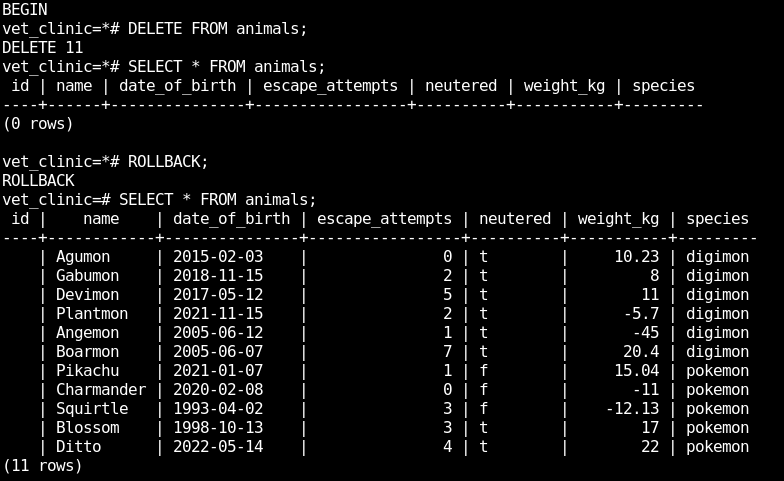 BEGIN
vet_clinic=*# DELETE FROM animals;
DELETE 11
vet_clinic=*# SELECT * FROM animals;
 id | name | date_of_birth | escape_attempts | neutered | weight_kg | species
----+------+---------------+-----------------+----------+-----------+---------
(0 rows)

vet_clinic=*# ROLLBACK;
ROLLBACK
vet_clinic=# SELECT * FROM animals;
 id |    name    | date_of_birth | escape_attempts | neutered | weight_kg | species
----+------------+---------------+-----------------+----------+-----------+---------
    | Agumon     | 2015-02-03    |               0 | t        |     10.23 | digimon
    | Gabumon    | 2018-11-15    |               2 | t        |         8 | digimon
    | Devimon    | 2017-05-12    |               5 | t        |        11 | digimon
    | Plantmon   | 2021-11-15    |               2 | t        |      -5.7 | digimon
    | Angemon    | 2005-06-12    |               1 | t        |       -45 | digimon
    | Boarmon    | 2005-06-07    |               7 | t        |      20.4 | digimon
    | Pikachu    | 2021-01-07    |               1 | f        |     15.04 | pokemon
    | Charmander | 2020-02-08    |               0 | f        |       -11 | pokemon
    | Squirtle   | 1993-04-02    |               3 | f        |    -12.13 | pokemon
    | Blossom    | 1998-10-13    |               3 | t        |        17 | pokemon
    | Ditto      | 2022-05-14    |               4 | t        |        22 | pokemon
(11 rows)